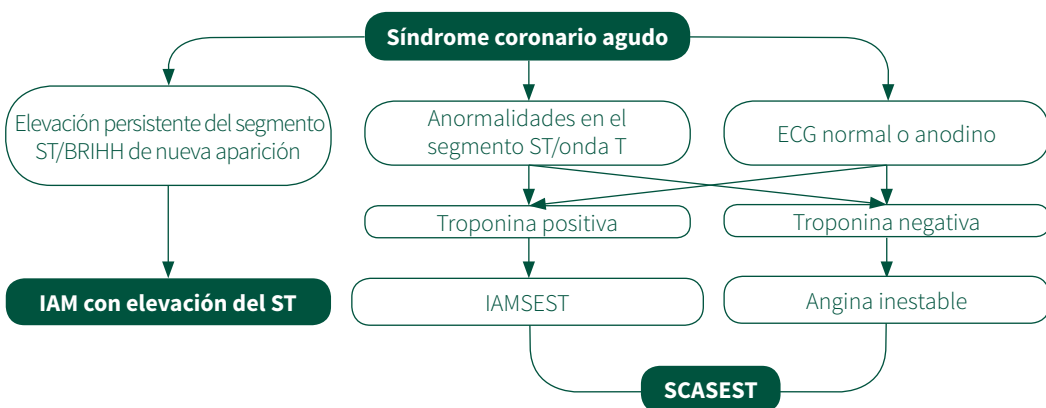 Síndrome coronario agudo
Elevación persistente del segmento
ST/BRIHH de nueva aparición
Anormalidades en el
segmento ST/onda T
ECG normal o anodino
Troponina positiva
Troponina negativa
IAM con elevación del ST
IAMSEST
Angina inestable
SCASEST